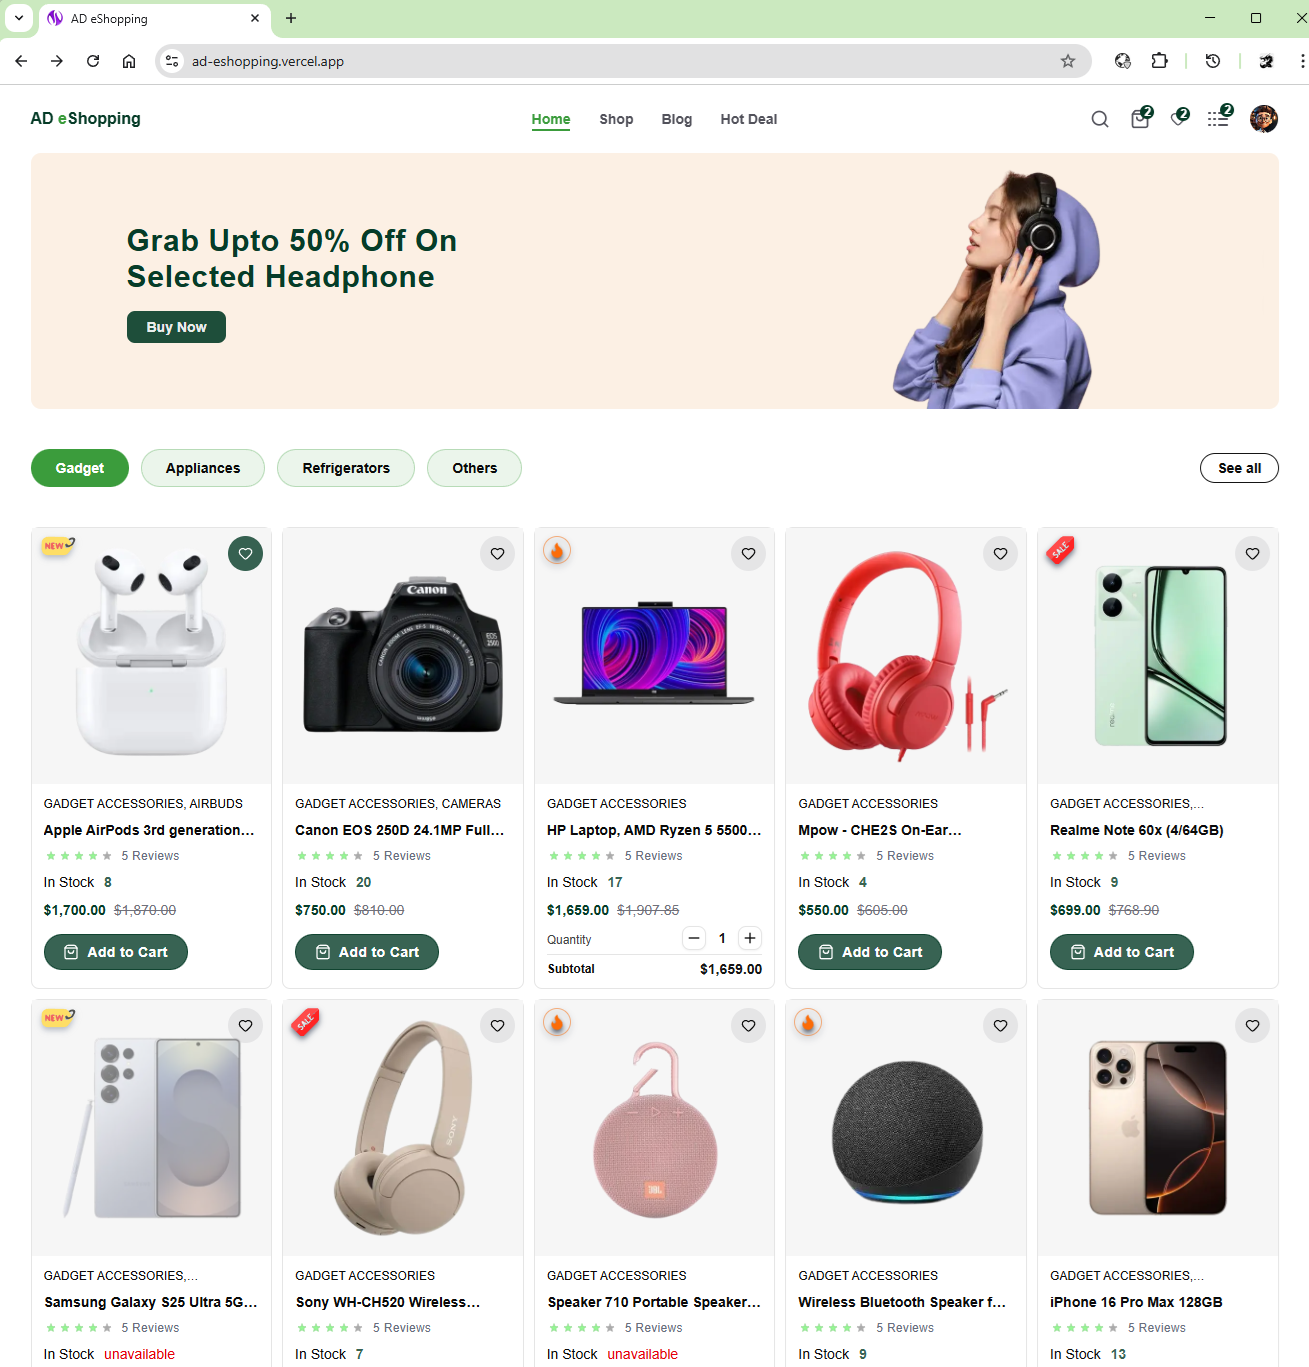 AD eShopping
ad-eshopping.vercel.app
AD eShopping
Home Shop Blog Hot Deal
2 2 2
Grab Upto 50% Off On
Selected Headphone
Buy Now
Gadget Appliances Refrigerators Others See all
NEW
Canon
EOS
250D
SALE
GADGET ACCESSORIES, AIRBUDS
Apple AirPods 3rd generation...
5 Reviews
In Stock 8
$1,700.00 $1,870.00
Add to Cart
GADGET ACCESSORIES, CAMERAS
Canon EOS 250D 24.1MP Full...
5 Reviews
In Stock 20
$750.00 $810.00
Add to Cart
GADGET ACCESSORIES
HP Laptop, AMD Ryzen 5 5500...
5 Reviews
In Stock 17
$1,659.00 $1,907.85
Quantity 1
Subtotal $1,659.00
GADGET ACCESSORIES
Mpow - CHE2S On-Ear...
5 Reviews
In Stock 4
$550.00 $605.00
Add to Cart
GADGET ACCESSORIES,...
Realme Note 60x (4/64GB)
5 Reviews
In Stock 9
$699.00 $768.90
Add to Cart
NEW
SALE
SONY
JBL
GADGET ACCESSORIES,...
Samsung Galaxy S25 Ultra 5G...
5 Reviews
In Stock unavailable
GADGET ACCESSORIES
Sony WH-CH520 Wireless...
5 Reviews
In Stock 7
GADGET ACCESSORIES
Speaker 710 Portable Speaker...
5 Reviews
In Stock unavailable
GADGET ACCESSORIES
Wireless Bluetooth Speaker f...
5 Reviews
In Stock 9
GADGET ACCESSORIES,...
iPhone 16 Pro Max 128GB
5 Reviews
In Stock 13